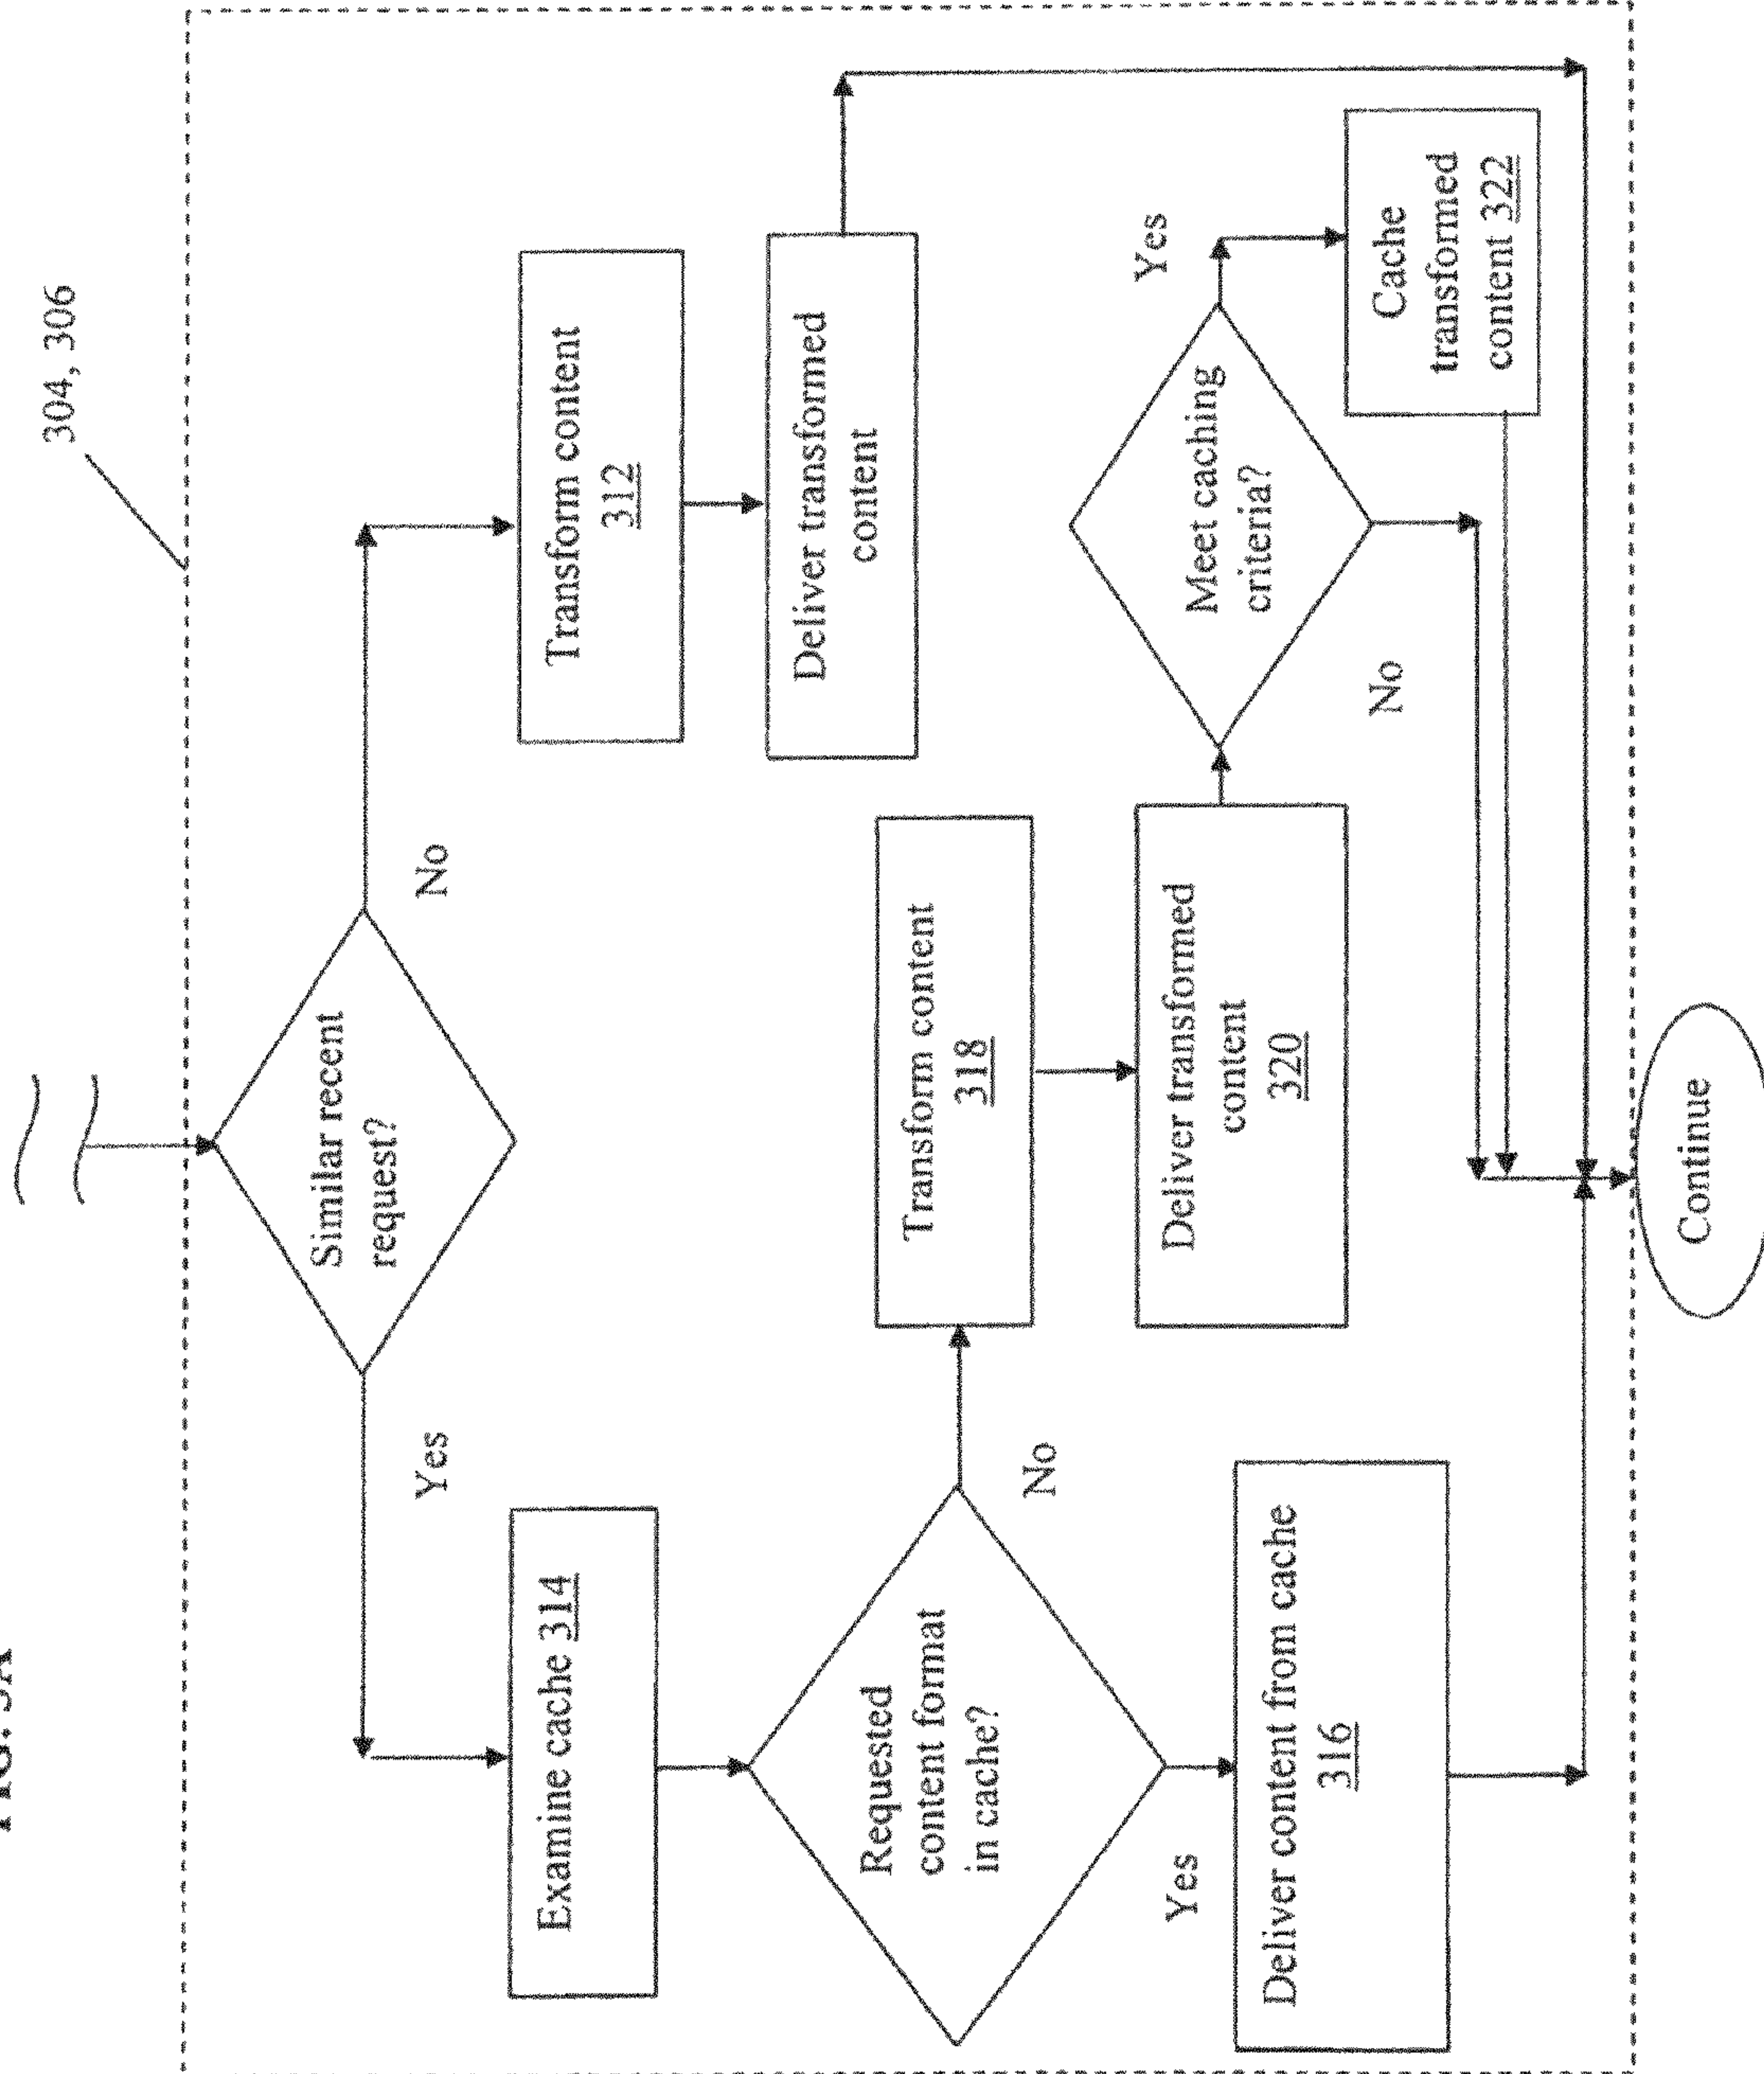 304, 306
Similar recent
request?
Yes
No
Examine cache 314
Transform content
312
Requested
content format
in cache?
Deliver transformed
content
No
Transform content
318
Yes
Deliver transformed
content
320
Meet caching
criteria?
Yes
No
Deliver content from cache
316
Cache
transformed
content 322
Continue